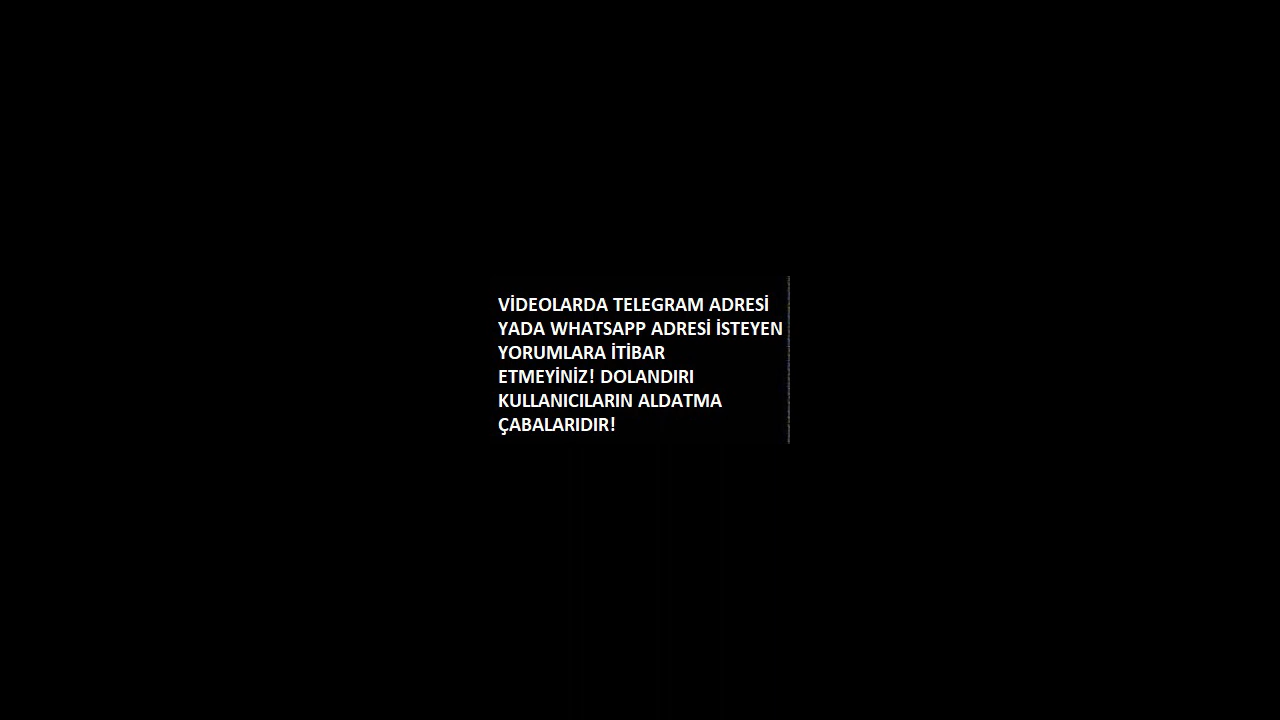 VİDEOLARDA TELEGRAM ADRESİ
YADA WHATSAPP ADRESİ İSTEYEN
YORUMLARA İTİBAR
ETMEYİNİZ! DOLANDIRI
KULLANICILARIN ALDATMA
ÇABALARIDIR!